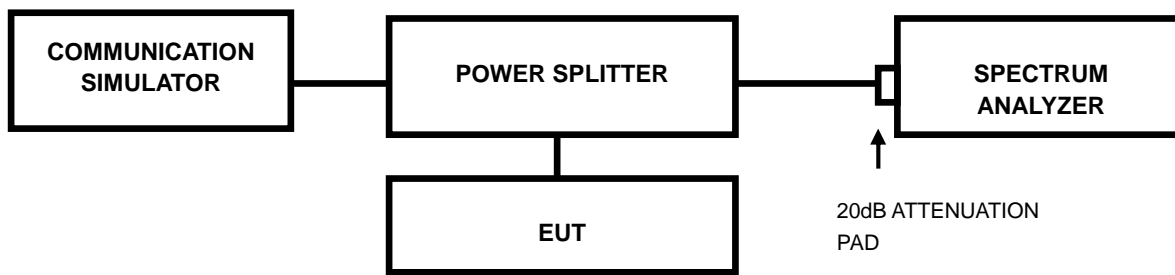 COMMUNICATION
SIMULATOR
POWER SPLITTER
SPECTRUM
ANALYZER
EUT
20dB ATTENUATION
PAD